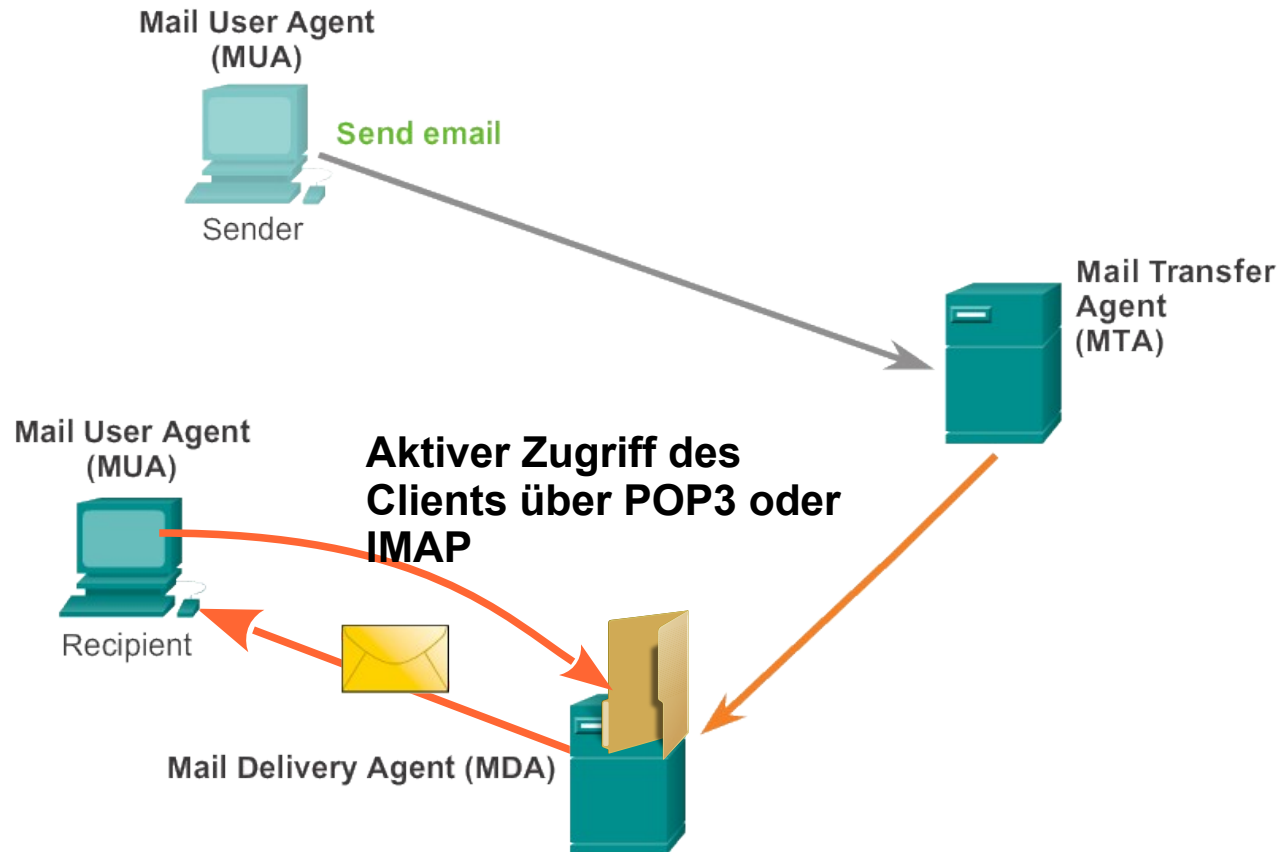 Mail User Agent
(MUA)
Send email
Sender
Mail Transfer
Agent
(MTA)
Mail User Agent
(MUA)
Aktiver Zugriff des
Clients über POP3 oder
IMAP
Recipient
Mail Delivery Agent (MDA)